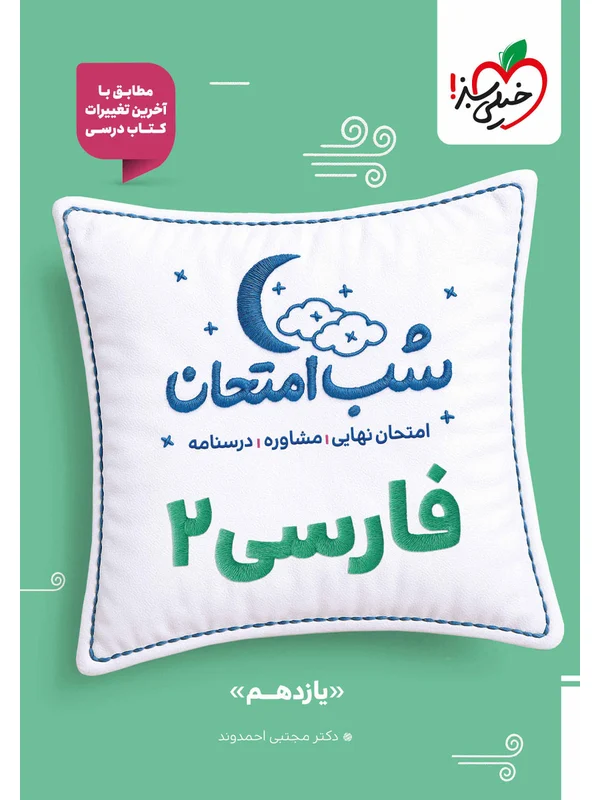 خیلی سبز!
مطابق با
آخرین تغییرات
کتاب درسی
شب امتحان
امتحان نهایی | مشاوره | درسنامه
فارسی ۲
«یازدهم»
دکتر مجتبی احمدوند